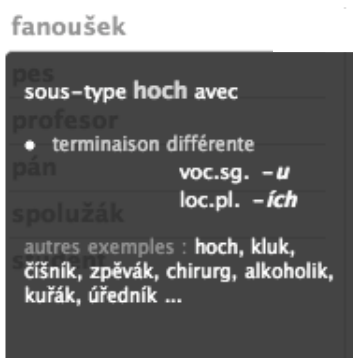 fanoušek
pes
sous-type hoch avec
profesor
• terminaison différente
pán
voc.sg. -u
loc.pl. -ích
spolužák
autres exemples : hoch, kluk,
číšník, zpěvák, chirurg, alkoholik,
kuřák, úředník ...